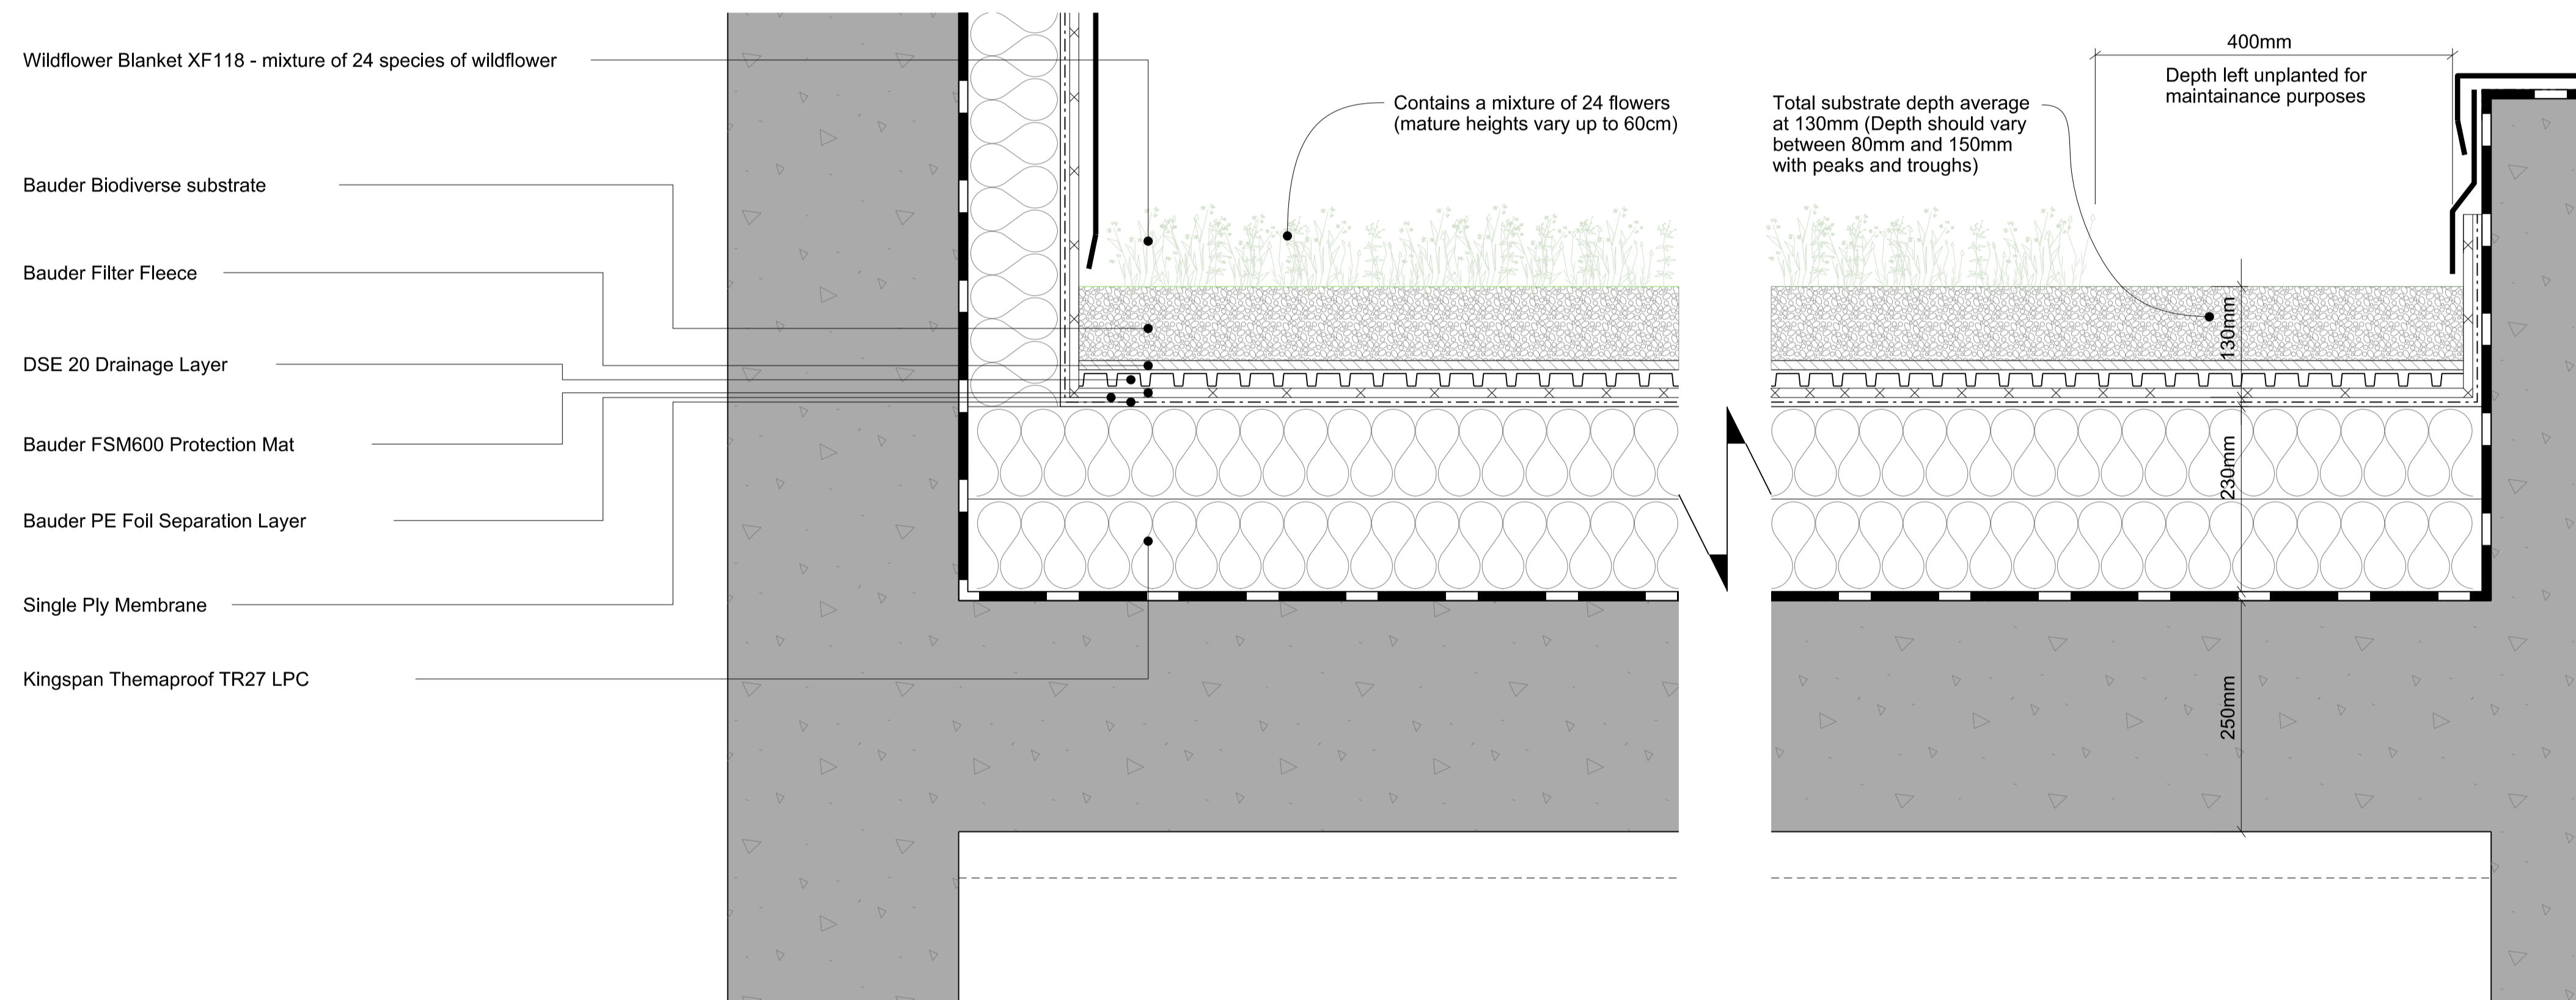 Wildflower Blanket XF118 - mixture of 24 species of wildflower
Bauder Biodiverse substrate
Bauder Filter Fleece
DSE 20 Drainage Layer
Bauder FSM600 Protection Mat
Bauder PE Foil Separation Layer
Single Ply Membrane
Kingspan Themaproof TR27 LPC
Contains a mixture of 24 flowers
(mature heights vary up to 60cm)
Total substrate depth average
at 130mm (Depth should vary
between 80mm and 150mm
with peaks and troughs)
400mm
Depth left unplanted for
maintainance purposes
130mm
230mm
250mm